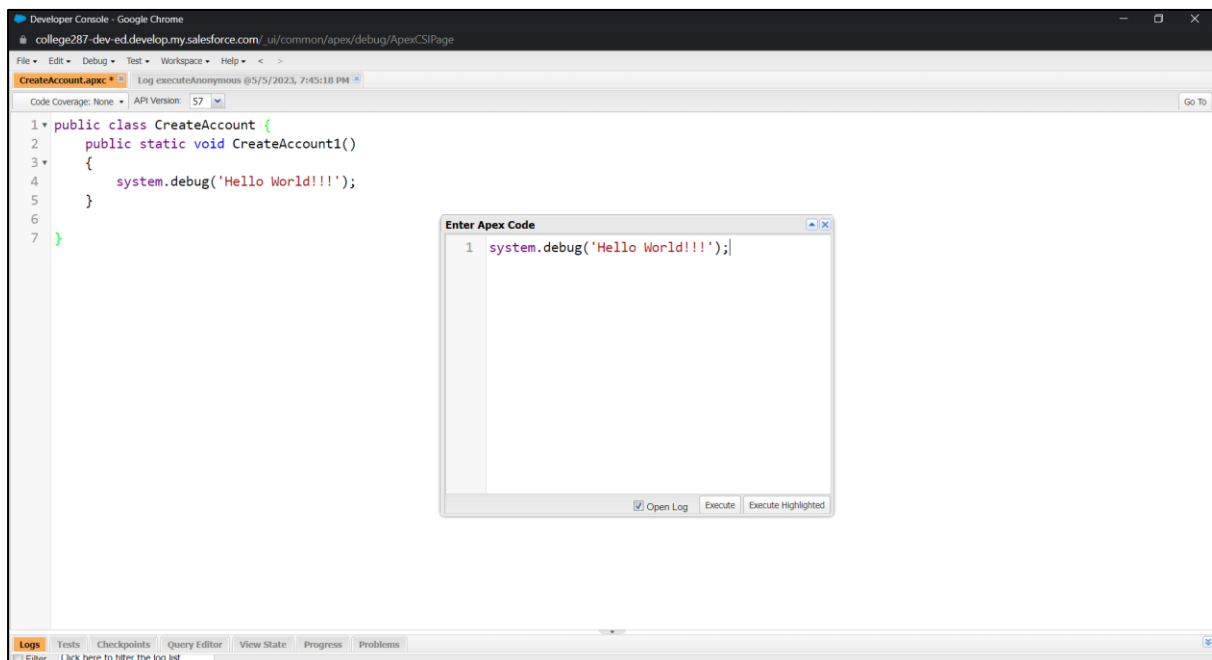 Developer Console - Google Chrome
college287-dev-ed.develop.my.salesforce.com/_ui/common/apex/debug/ApexCSIPage
File Edit Debug Test Workspace Help < >
CreateAccount.apxc * Log executeAnonymous @5/5/2023, 7:45:18 PM
Code Coverage: None API Version: 57 Go To
1 public class CreateAccount {
2 public static void CreateAccount1()
3 {
4 system.debug('Hello World!!!');
5 }
6
7 }
Enter Apex Code
1 system.debug('Hello World!!!');
Open Log Execute Execute Highlighted
Logs Tests Checkpoints Query Editor View State Progress Problems
Filter Click here to filter the log list